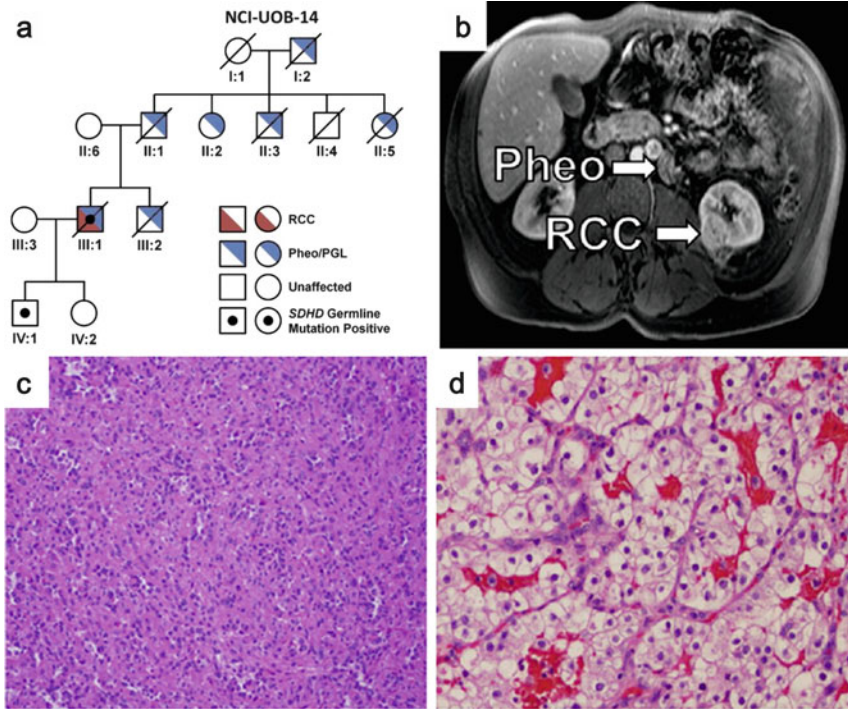 a
NCI-UOB-14
I:1
I:2
II:6
II:1
II:2
II:3
II:4
II:5
III:3
III:1
III:2
IV:1
IV:2
RCC
Pheo/PGL
Unaffected
SDHD Germline
Mutation Positive
b
Pheo
RCC
c
d